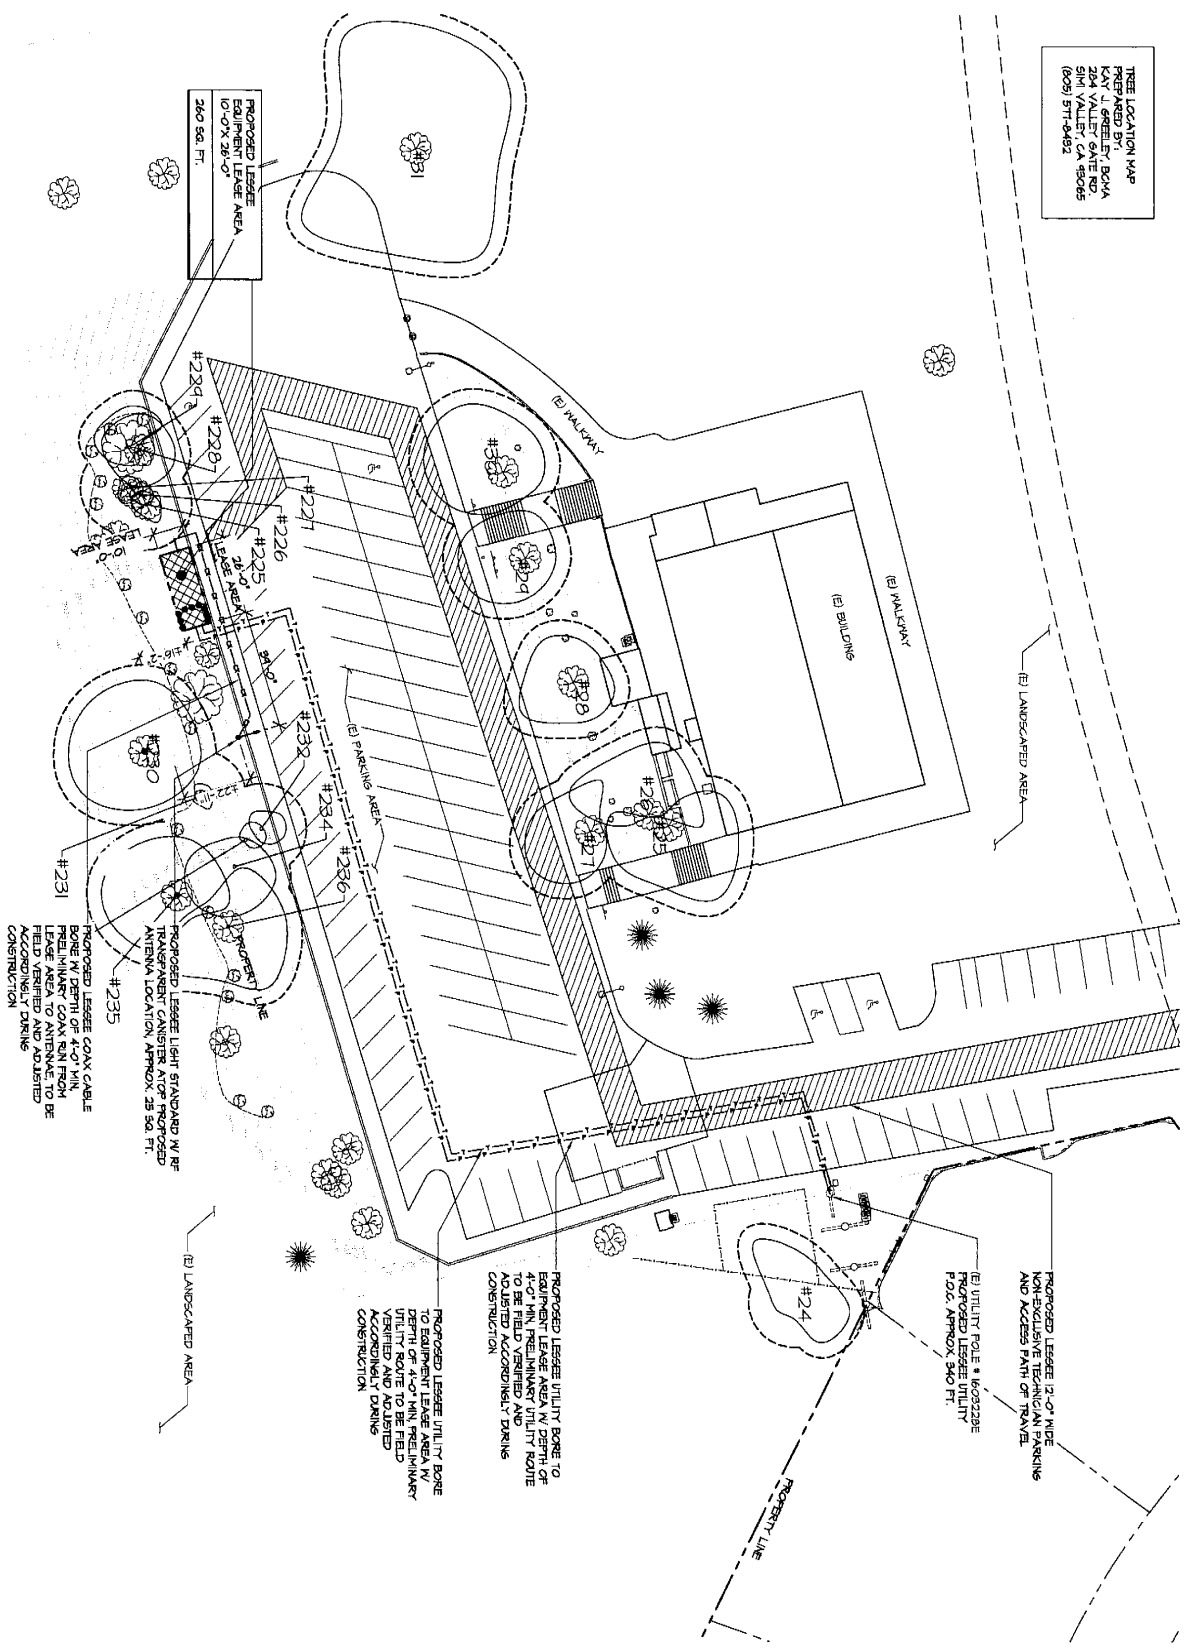 TREE LOCATION MAP
PREPARED BY:
KAY J. GREELEY, BCMA
284 VALLEY GATE RD.
SIMI VALLEY, CA 93065
(805) 577-8432
PROPOSED LESSEE
EQUIPMENT LEASE AREA
10'-0"X 26'-0"
260 SQ. FT.
#31
(E) WALKWAY
(E) WALKWAY
(E) BUILDING
(E) LANDSCAPED AREA
#30
#29
#28
#26
#25
#27
#229
#228
#227
#226
#225
26'-0"
LEASE AREA
10'-0"
34'-0"
(E) PARKING AREA
#230
#232
#234
#236
#231
#235
PROPERTY LINE
PROPOSED LESSEE COAX CABLE
BORE W/ DEPTH OF 4'-0" MIN,
PRELIMINARY COAX RUN FROM
LEASE AREA TO ANTENNAE, TO BE
FIELD VERIFIED AND ADJUSTED
ACCORDINGLY DURING
CONSTRUCTION
PROPOSED LESSEE LIGHT STANDARD W/ RF
TRANSPARENT CANISTER ATOP PROPOSED
ANTENNA LOCATION, APPROX. 25 SQ. FT.
(E) LANDSCAPED AREA
PROPOSED LESSEE UTILITY BORE
TO EQUIPMENT LEASE AREA W/
DEPTH OF 4'-0" MIN, PRELIMINARY
UTILITY ROUTE TO BE FIELD
VERIFIED AND ADJUSTED
ACCORDINGLY DURING
CONSTRUCTION
PROPOSED LESSEE UTILITY BORE TO
EQUIPMENT LEASE AREA W/ DEPTH OF
4'-0" MIN, PRELIMINARY UTILITY ROUTE
TO BE FIELD VERIFIED AND
ADJUSTED ACCORDINGLY DURING
CONSTRUCTION
#24
(E) UTILITY POLE # 1603228E
PROPOSED LESSEE UTILITY
P.O.C. APPROX. 340 FT.
PROPOSED LESSEE 12'-0" WIDE
NON-EXCLUSIVE TECHNICIAN PARKING
AND ACCESS PATH OF TRAVEL
PROPERTY LINE